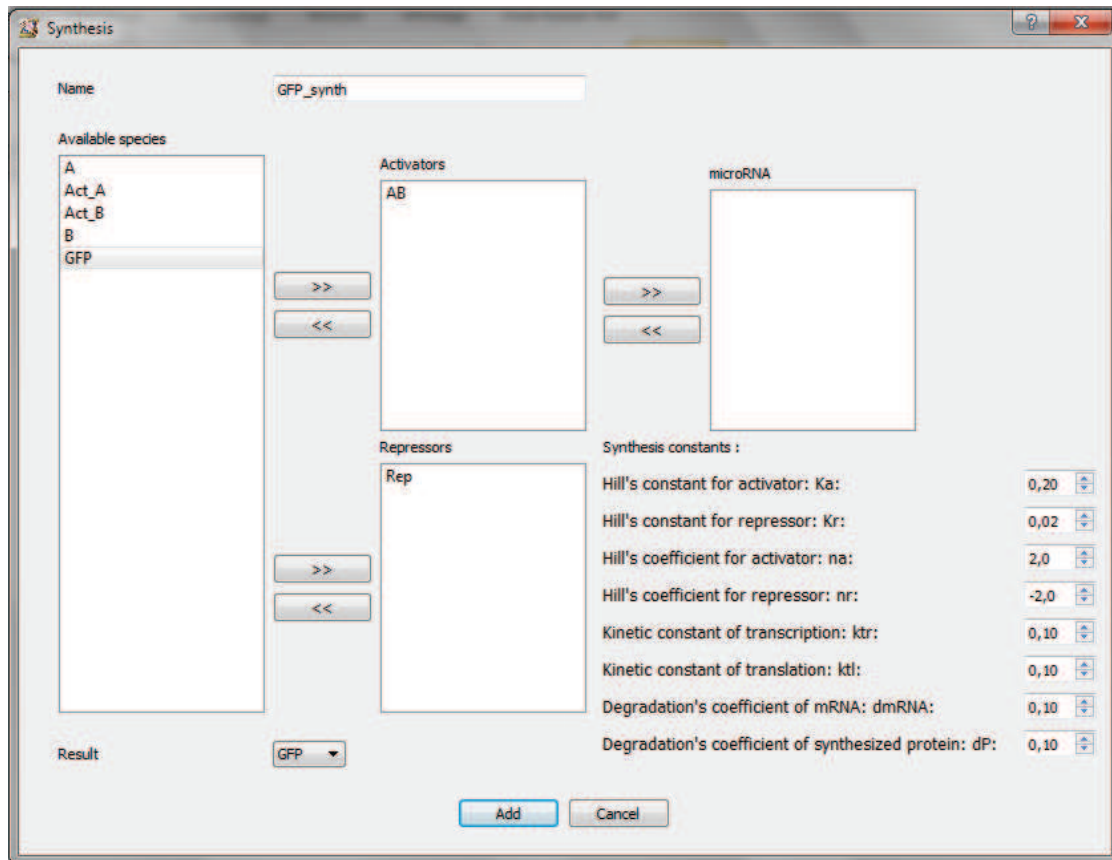 Synthesis
Name
GFP_synth
Available species
A
Act_A
Act_B
B
GFP
>>
<<
Activators
AB
>>
<<
microRNA
Repressors
Rep
>>
<<
Synthesis constants :
Hill's constant for activator: Ka: 0,20
Hill's constant for repressor: Kr: 0,02
Hill's coefficient for activator: na: 2,0
Hill's coefficient for repressor: nr: -2,0
Kinetic constant of transcription: ktr: 0,10
Kinetic constant of translation: ktl: 0,10
Degradation's coefficient of mRNA: dmRNA: 0,10
Degradation's coefficient of synthesized protein: dP: 0,10
Result
GFP
Add
Cancel